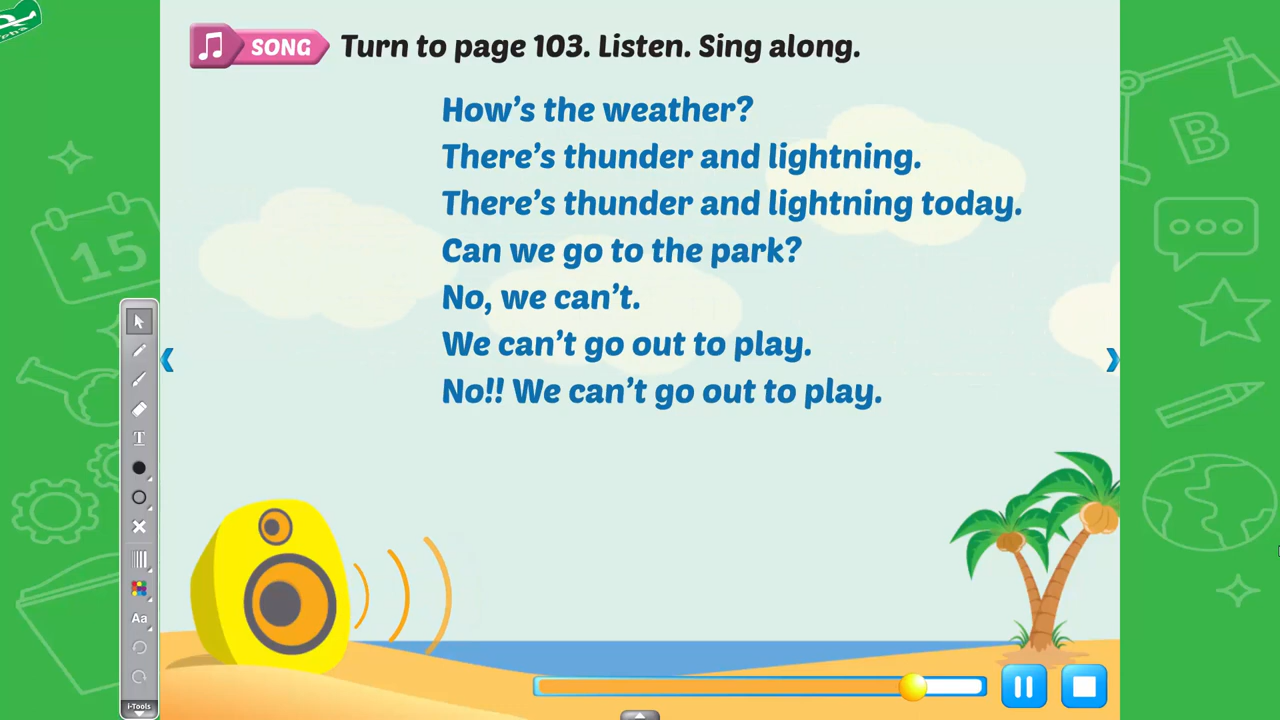 SONG Turn to page 103. Listen. Sing along.
How's the weather?
There's thunder and lightning.
There's thunder and lightning today.
Can we go to the park?
No, we can't.
We can't go out to play.
No!! We can't go out to play.
15
B
T
Aa
i-Tools